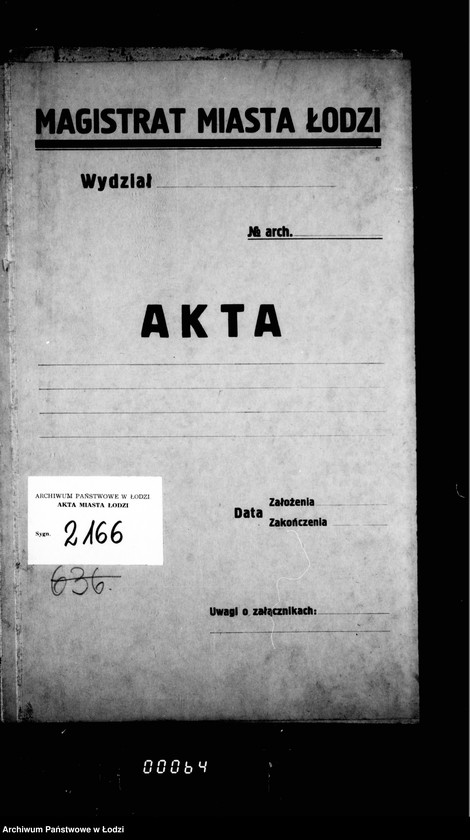 MAGISTRAT MIASTA ŁODZI
Wydział
№ arch.
AKTA
ARCHIWUM PAŃSTWOWE W ŁODZI
AKTA MIASTA ŁODZI
Sygn. 2166
636.
Data
Założenia
Zakończenia
Uwagi o załącznikach:
00064
Archiwum Państwowe w Łodzi